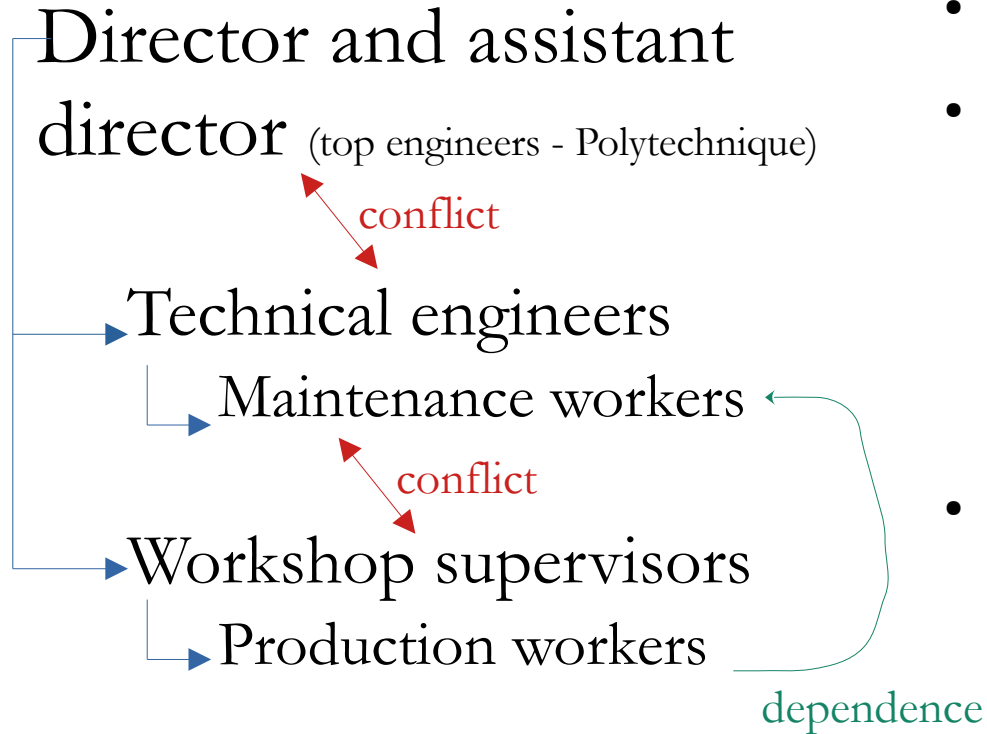 Director and assistant
director (top engineers - Polytechnique)
conflict
Technical engineers
Maintenance workers
conflict
Workshop supervisors
Production workers
dependence